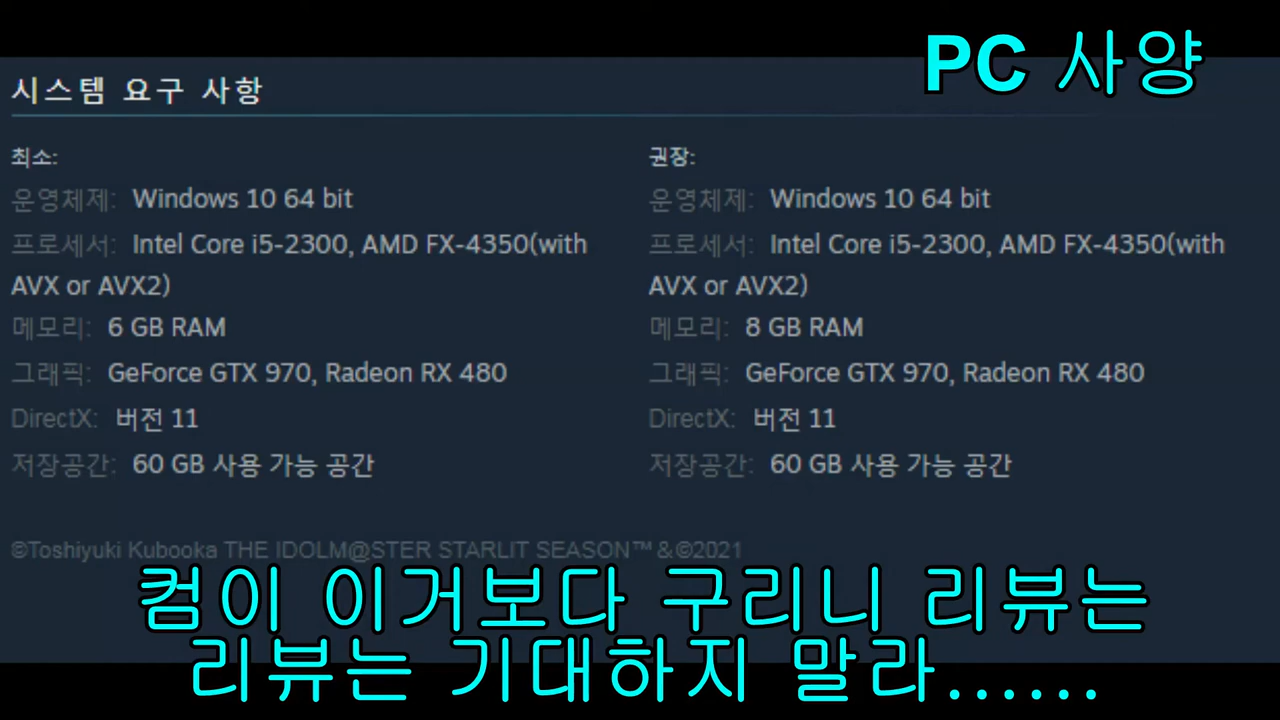 PC 사양
시스템 요구 사항
최소:
운영체제: Windows 10 64 bit
프로세서: Intel Core i5-2300, AMD FX-4350(with
AVX or AVX2)
메모리: 6 GB RAM
그래픽: GeForce GTX 970, Radeon RX 480
DirectX: 버전 11
저장공간: 60 GB 사용 가능 공간
권장:
운영체제: Windows 10 64 bit
프로세서: Intel Core i5-2300, AMD FX-4350(with
AVX or AVX2)
메모리: 8 GB RAM
그래픽: GeForce GTX 970, Radeon RX 480
DirectX: 버전 11
저장공간: 60 GB 사용 가능 공간
©Toshiyuki Kubooka THE IDOLM@STER STARLIT SEASON™&©2021
컴이 이거보다 구리니 리뷰는
리뷰는 기대하지 말라......